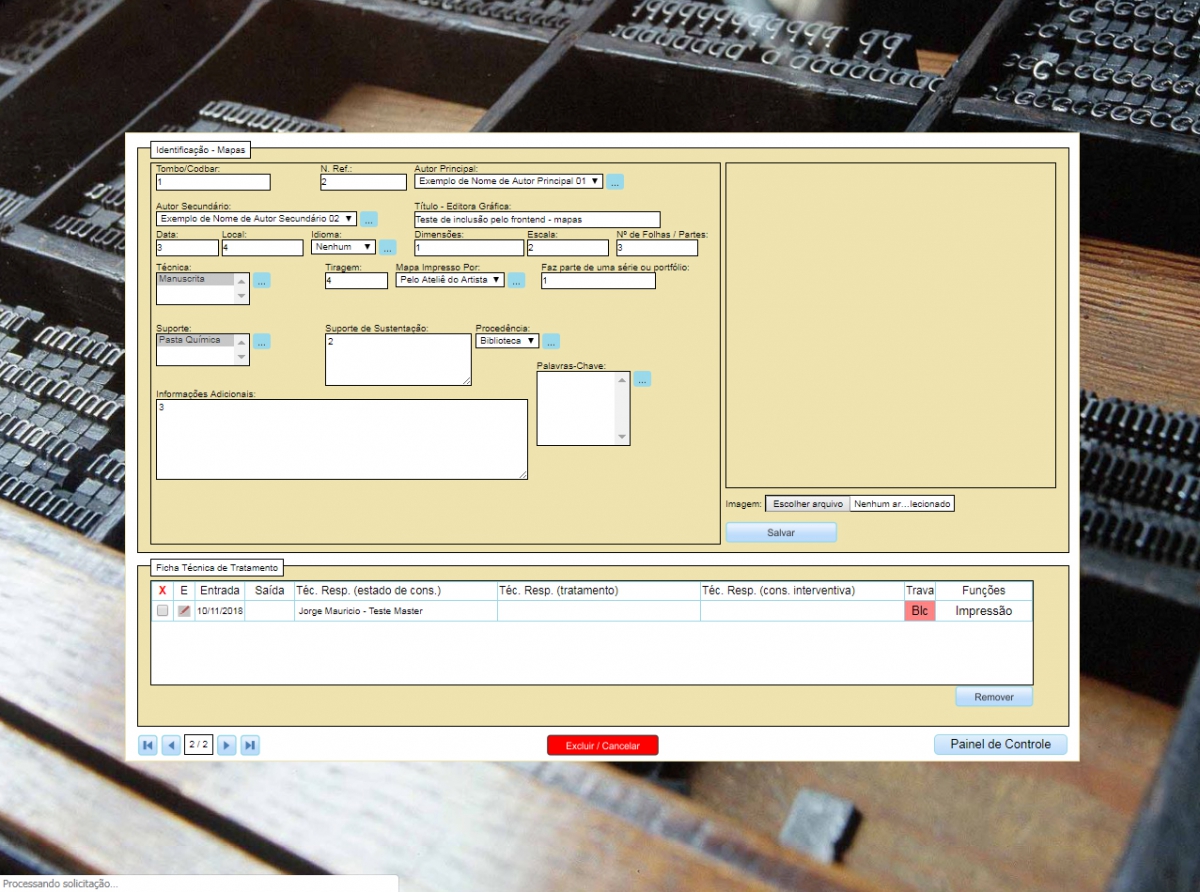 Identificação - Mapas
Tombo/Codbar: N. Ref.: Autor Principal:
1 2 Exemplo de Nome de Autor Principal 01 ...
Autor Secundário: Título - Editora Gráfica:
Exemplo de Nome de Autor Secundário 02 ... Teste de inclusão pelo frontend - mapas
Data: Local: Idioma: Dimensões: Escala: Nº de Folhas / Partes:
3 4 Nenhum ... 1 2 3
Técnica: Tiragem: Mapa Impresso Por: Faz parte de uma série ou portfólio:
Manuscrita ... 4 Pelo Ateliê do Artista ... 1
Suporte: Suporte de Sustentação: Procedência:
Pasta Química ... 2 Biblioteca ...
Palavras-Chave:
...
Informações Adicionais:
3
Imagem: Escolher arquivo Nenhum ar...lecionado
Salvar
Ficha Técnica de Tratamento
X E Entrada Saída Téc. Resp. (estado de cons.) Téc. Resp. (tratamento) Téc. Resp. (cons. interventiva) Trava Funções
10/11/2018 Jorge Mauricio - Teste Master Blc Impressão
Remover
2 / 2 Excluir / Cancelar Painel de Controle
Processando solicitação...